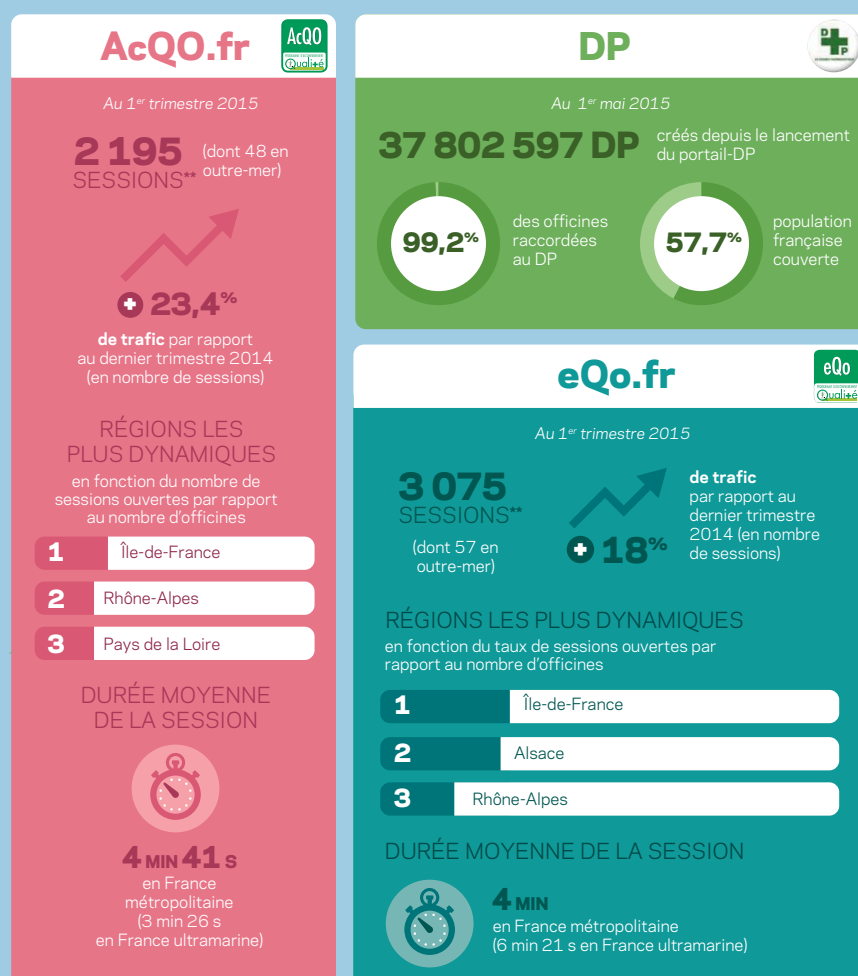 AcQO.fr
AcQO
Qualité
Au 1er trimestre 2015
2 195
SESSIONS**
(dont 48 en
outre-mer)
+ 23,4%
de trafic par rapport
au dernier trimestre 2014
(en nombre de sessions)
RÉGIONS LES
PLUS DYNAMIQUES
en fonction du nombre de
sessions ouvertes par rapport
au nombre d'officines
1 Île-de-France
2 Rhône-Alpes
3 Pays de la Loire
DURÉE MOYENNE
DE LA SESSION
4 MIN 41 S
en France
métropolitaine
(3 min 26 s
en France ultramarine)
DP
D
P
Au 1er mai 2015
37 802 597 DP
créés depuis le lancement
du portail-DP
99,2%
des officines
raccordées
au DP
57,7%
population
française
couverte
eQo.fr
eQo
Qualité
Au 1er trimestre 2015
3 075
SESSIONS**
(dont 57 en
outre-mer)
+ 18%
de trafic
par rapport au
dernier trimestre
2014 (en nombre
de sessions)
RÉGIONS LES PLUS DYNAMIQUES
en fonction du taux de sessions ouvertes par
rapport au nombre d'officines
1 Île-de-France
2 Alsace
3 Rhône-Alpes
DURÉE MOYENNE DE LA SESSION
4 MIN
en France métropolitaine
(6 min 21 s en France ultramarine)